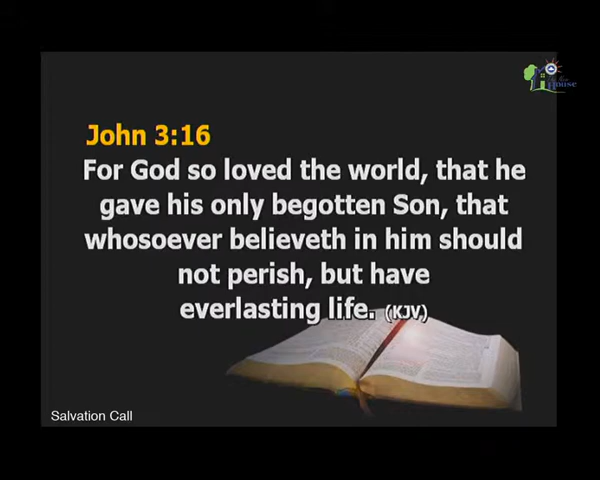 House
John 3:16
For God so loved the world, that he
gave his only begotten Son, that
whosoever believeth in him should
not perish, but have
everlasting life. (KJV)
Salvation Call